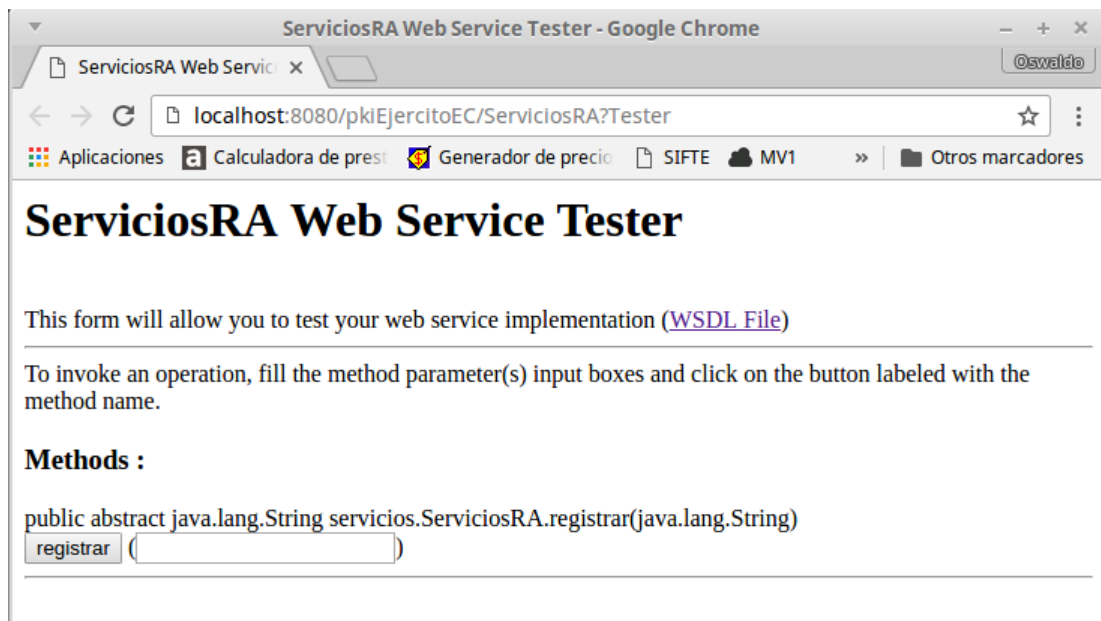 ServiciosRA Web Service Tester - Google Chrome
ServiciosRA Web Servic
Oswaldo
localhost:8080/pkiEjercitoEC/ServiciosRA?Tester
Aplicaciones Calculadora de prest Generador de precio SIFTE MV1 » Otros marcadores
ServiciosRA Web Service Tester
This form will allow you to test your web service implementation (WSDL File)
To invoke an operation, fill the method parameter(s) input boxes and click on the button labeled with the
method name.
Methods :
public abstract java.lang.String servicios.ServiciosRA.registrar(java.lang.String)
registrar ( )